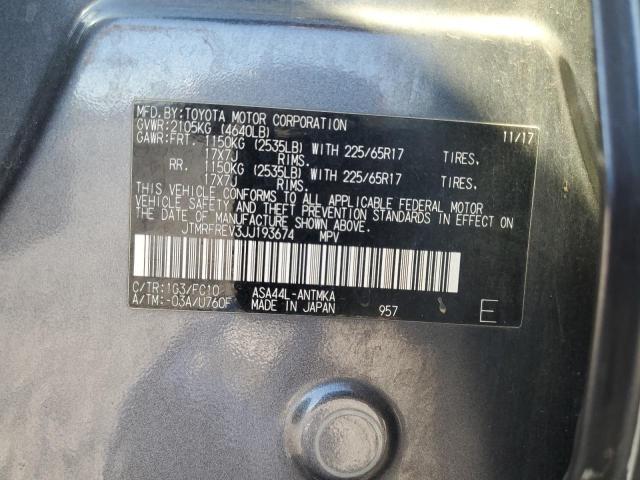 MFD.BY:TOYOTA MOTOR CORPORATION 11/17
GVWR:2105KG (4640LB)
GAWR:FRT. 1150KG (2535LB) WITH 225/65R17 TIRES.
17X7J RIMS.
RR. 1150KG (2535LB) WITH 225/65R17 TIRES.
17X7J RIMS.
THIS VEHICLE CONFORMS TO ALL APPLICABLE FEDERAL MOTOR
VEHICLE SAFETY AND THEFT PREVENTION STANDARDS IN EFFECT ON
THE DATE OF MANUFACTURE SHOWN ABOVE.
JTMRFREV3JJ193674 MPV
C/TR:1G3/FC10 ASA44L-ANTMKA
A/TM:-03A/U760F MADE IN JAPAN 957 E